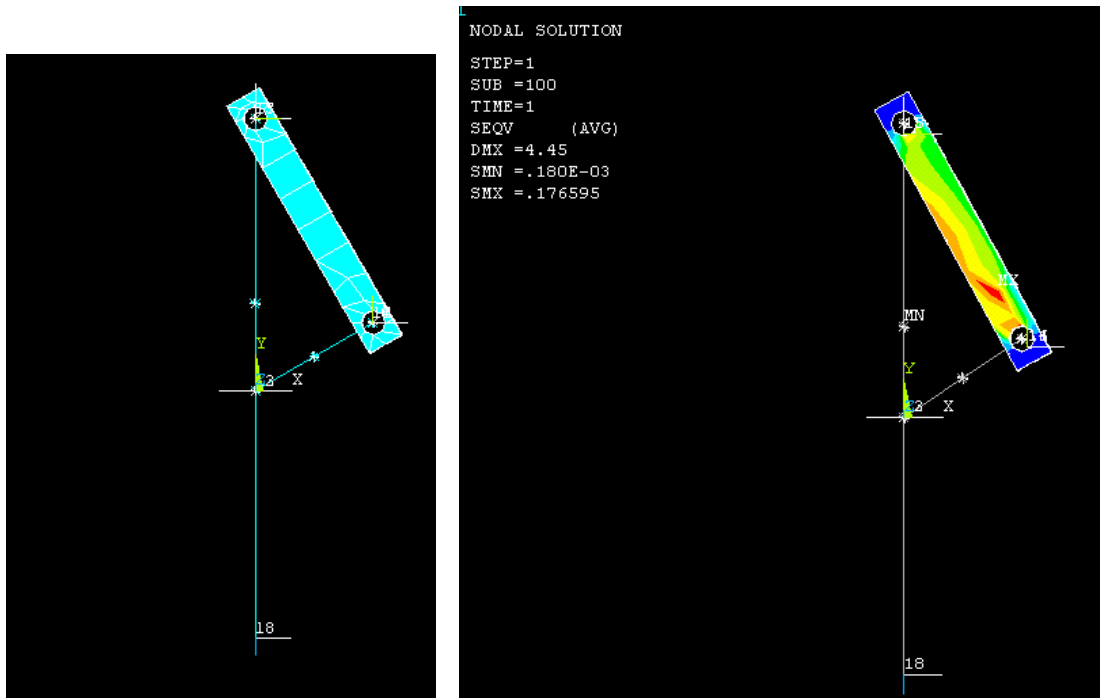 Y
X
18
1
NODAL SOLUTION
STEP=1
SUB =100
TIME=1
SEQV (AVG)
DMX =4.45
SMN =.180E-03
SMX =.176595
MX
MN
Y
X
18